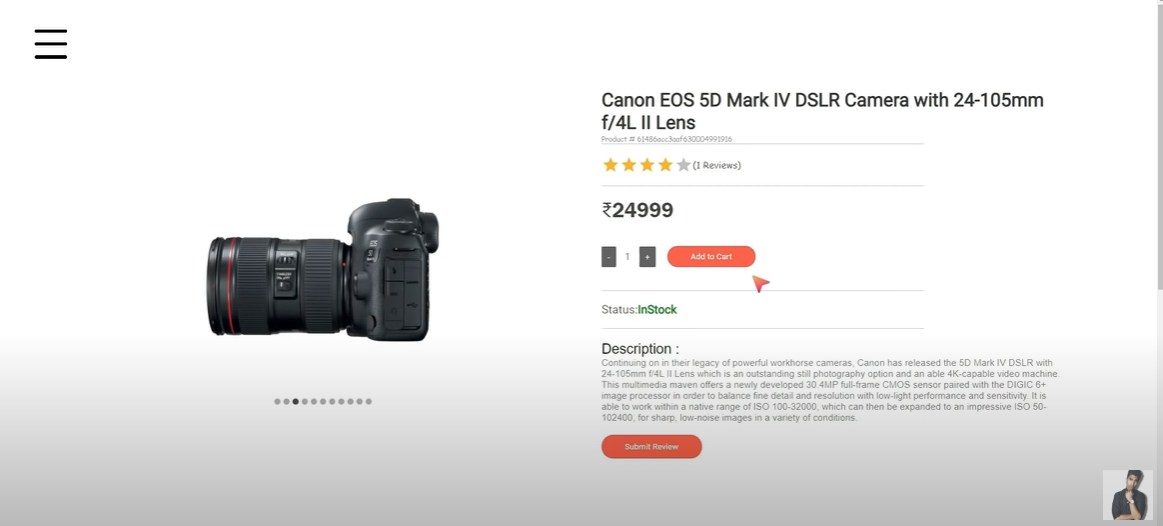 Canon EOS 5D Mark IV DSLR Camera with 24-105mm
f/4L II Lens
(1 Reviews)
₹24999
- 1 + Add to Cart
Status:InStock
Description :
Continuing on in their legacy of powerful workhorse cameras, Canon has released the 5D Mark IV DSLR with
24-105mm f/4L II Lens which is an outstanding still photography option and an able 4K-capable video machine.
This multimedia maven offers a newly developed 30.4MP full-frame CMOS sensor paired with the DIGIC 6+
image processor in order to balance fine detail and resolution with low-light performance and sensitivity. It is
able to work within a native range of ISO 100-32000, which can then be expanded to an impressive ISO 50-
102400, for sharp, low-noise images in a variety of conditions.
Submit Review